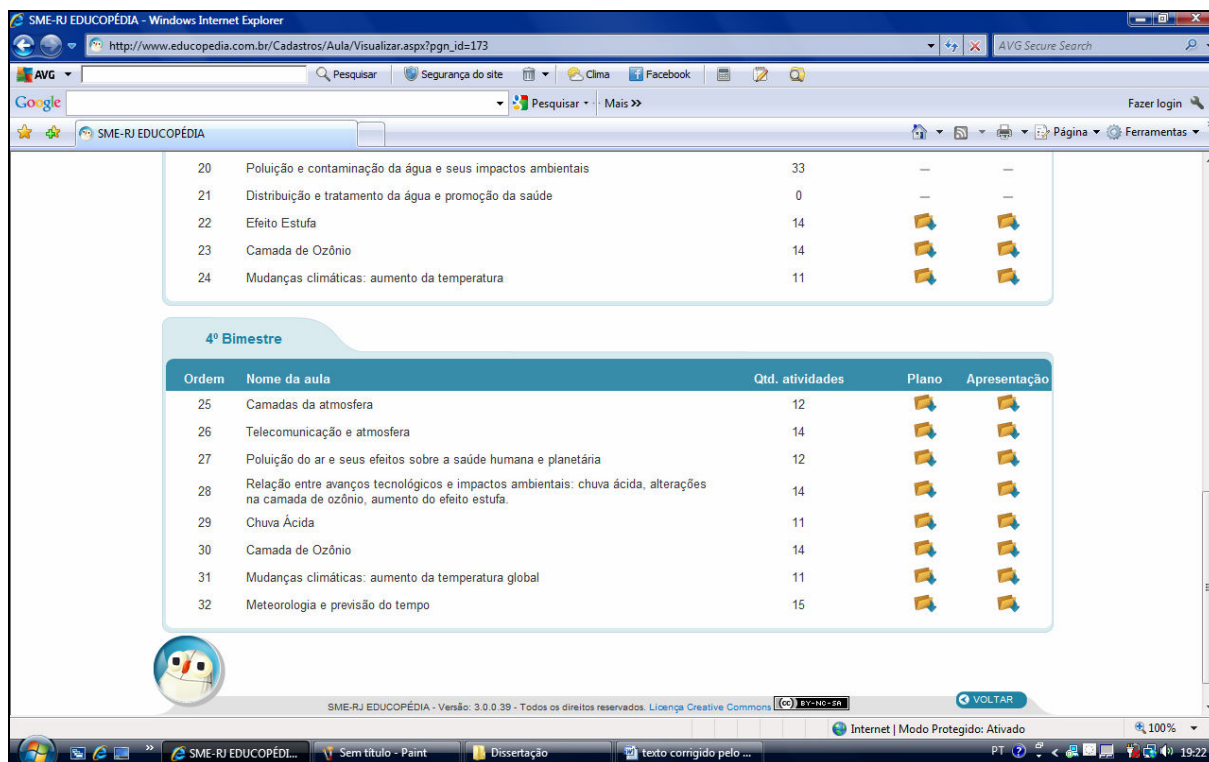 SME-RJ EDUCOPÉDIA - Windows Internet Explorer
http://www.educopedia.com.br/Cadastros/Aula/Visualizar.aspx?pgn_id=173 AVG Secure Search
AVG Pesquisar Segurança do site Clima Facebook
Google Pesquisar Mais >> Fazer login
SME-RJ EDUCOPÉDIA Página Ferramentas
20 Poluição e contaminação da água e seus impactos ambientais 33 — —
21 Distribuição e tratamento da água e promoção da saúde 0 — —
22 Efeito Estufa 14
23 Camada de Ozônio 14
24 Mudanças climáticas: aumento da temperatura 11
4º Bimestre
Ordem Nome da aula Qtd. atividades Plano Apresentação
25 Camadas da atmosfera 12
26 Telecomunicação e atmosfera 14
27 Poluição do ar e seus efeitos sobre a saúde humana e planetária 12
28 Relação entre avanços tecnológicos e impactos ambientais: chuva ácida, alterações 14
na camada de ozônio, aumento do efeito estufa.
29 Chuva Ácida 11
30 Camada de Ozônio 14
31 Mudanças climáticas: aumento da temperatura global 11
32 Meteorologia e previsão do tempo 15
VOLTAR
SME-RJ EDUCOPÉDIA - Versão: 3.0.0.39 - Todos os direitos reservados. Licença Creative Commons (cc) BY-NC-SA
Internet | Modo Protegido: Ativado 100%
SME-RJ EDUCOPÉDI... Sem título - Paint Dissertação texto corrigido pelo ... PT 19:22